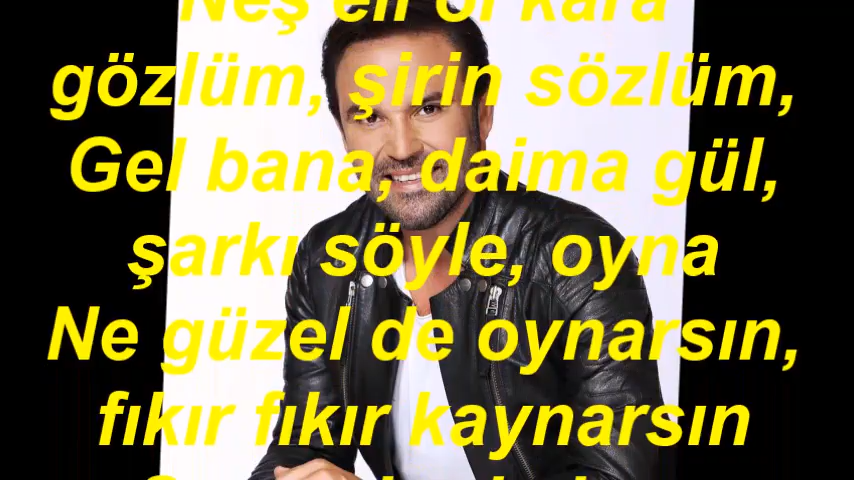 Neş eli ol kara
gözlüm, şirin sözlüm,
Gel bana, daima gül,
şarkı söyle, oyna
Ne güzel de oynarsın,
fıkır fıkır kaynarsın